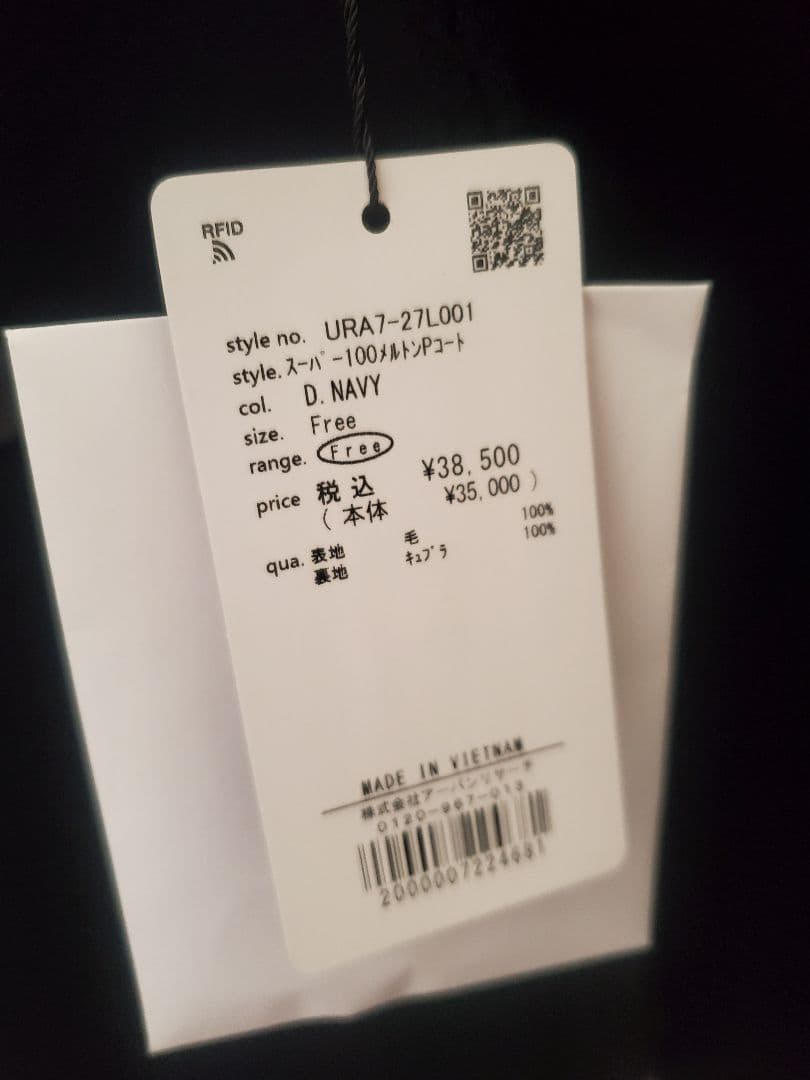 RFID
style no. URA7-27L001
style. ｽｰﾊﾟｰ100ﾒﾙﾄﾝPｺｰﾄ
col. D. NAVY
size. Free
range. Free
price 税込 ¥38,500
(本体 ¥35,000)
qua. 表地 毛 100%
裏地 ｷｭﾌﾟﾗ 100%
MADE IN VIETNAM
株式会社アーバンリサーチ
0120-967-013
2000007224681